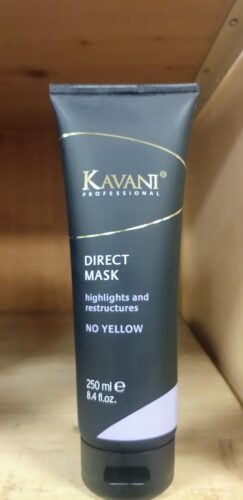 KAVANI®
PROFESSIONAL
DIRECT
MASK
highlights and
restructures
NO YELLOW
250 ml ℮
8.4 fl.oz.